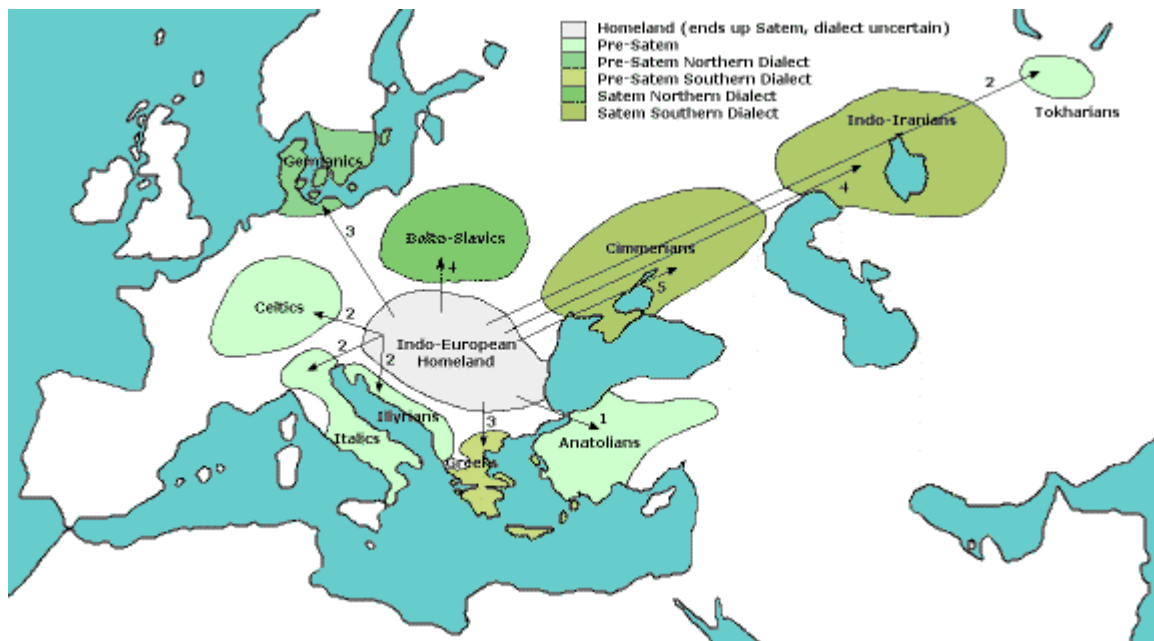 Homeland (ends up Satem, dialect uncertain)
Pre-Satem
Pre-Satem Northern Dialect
Pre-Satem Southern Dialect
Satem Northern Dialect
Satem Southern Dialect
2
Tokharians
Indo-Iranians
4
Germanics
3
Balto-Slavics
4
Cimmerians
5
Celtics
2
Indo-European
Homeland
2
2
Illyrians
Italics
3
Greeks
1
Anatolians